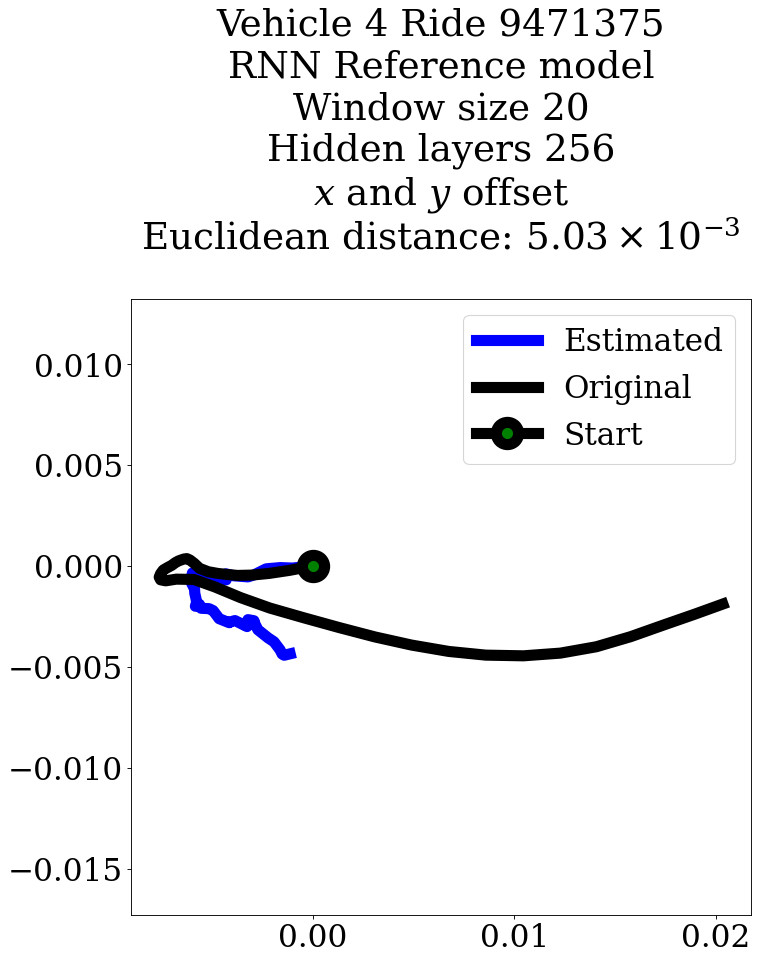 Vehicle 4 Ride 9471375
RNN Reference model
Window size 20
Hidden layers 256
x and y offset
Euclidean distance: 5.03 × 10⁻³
Estimated
Original
Start
0.010
0.005
0.000
−0.005
−0.010
−0.015
0.00 0.01 0.02